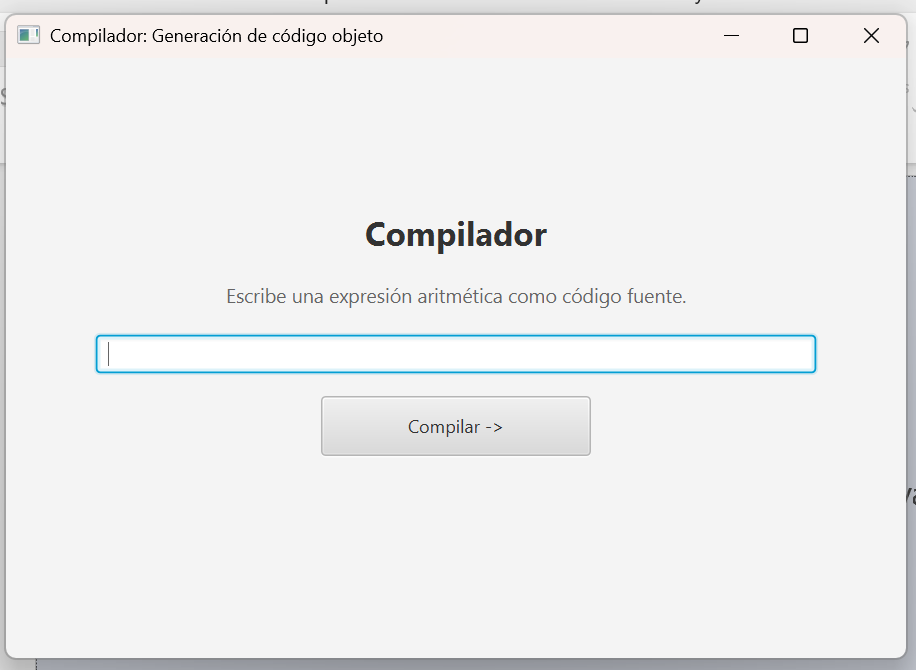 Compilador: Generación de código objeto
Compilador
Escribe una expresión aritmética como código fuente.
Compilar ->